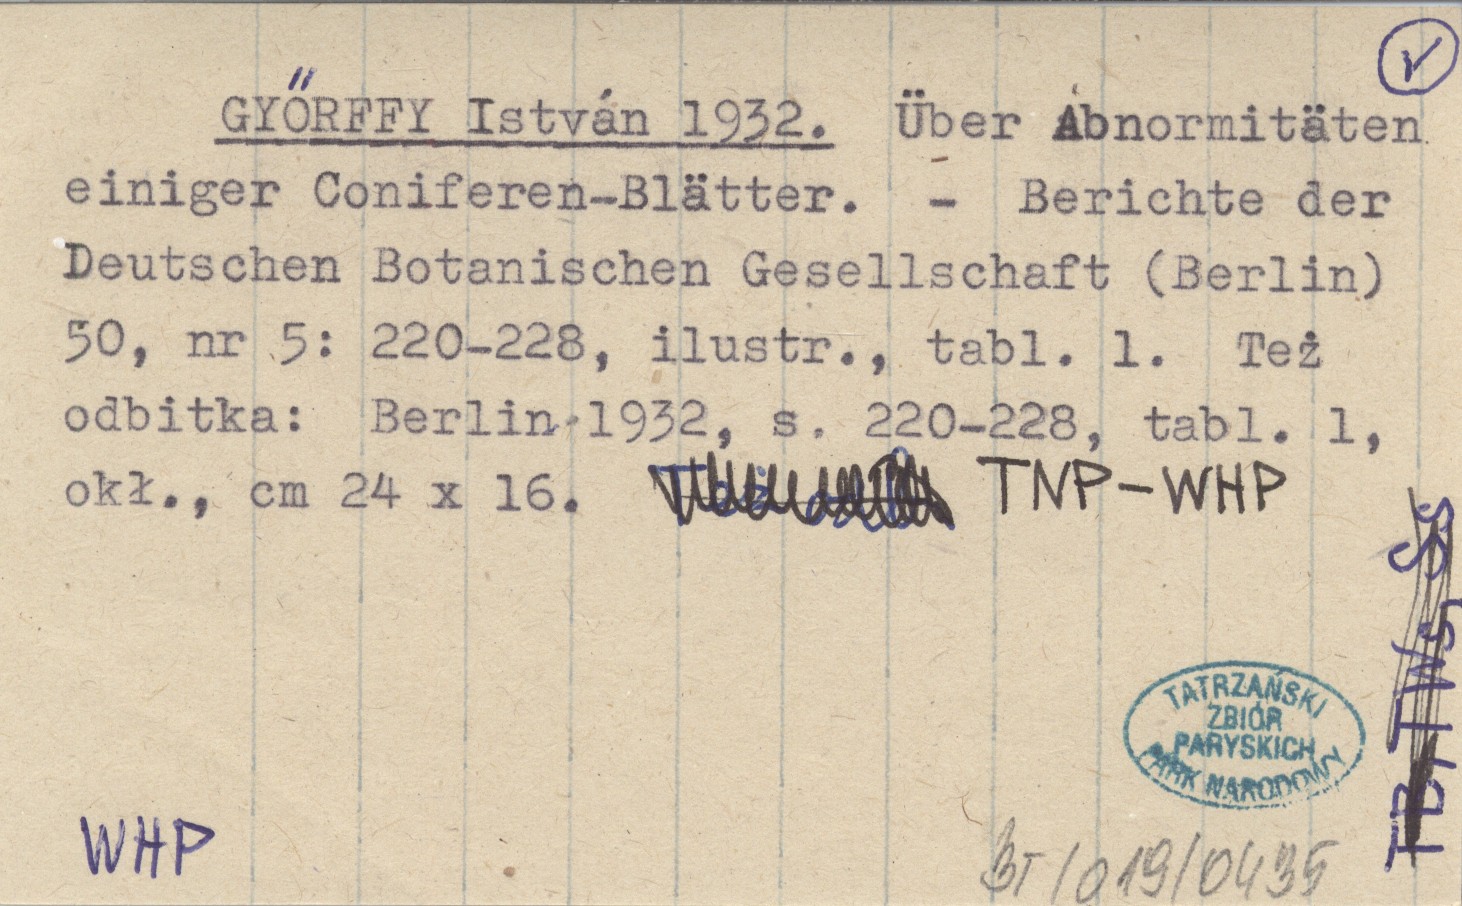 GYŐRFFY István 1932. Über Abnormitäten
einiger Coniferen-Blätter. - Berichte der
Deutschen Botanischen Gesellschaft (Berlin)
50, nr 5: 220-228, ilustr., tabl. 1. Też
odbitka: Berlin 1932, s. 220-228, tabl. 1,
okł., cm 24 x 16. TNP-WHP
TATRZAŃSKI
ZBIÓR
PARYSKICH
PARK NARODOWY
WHP
BT/019/0435